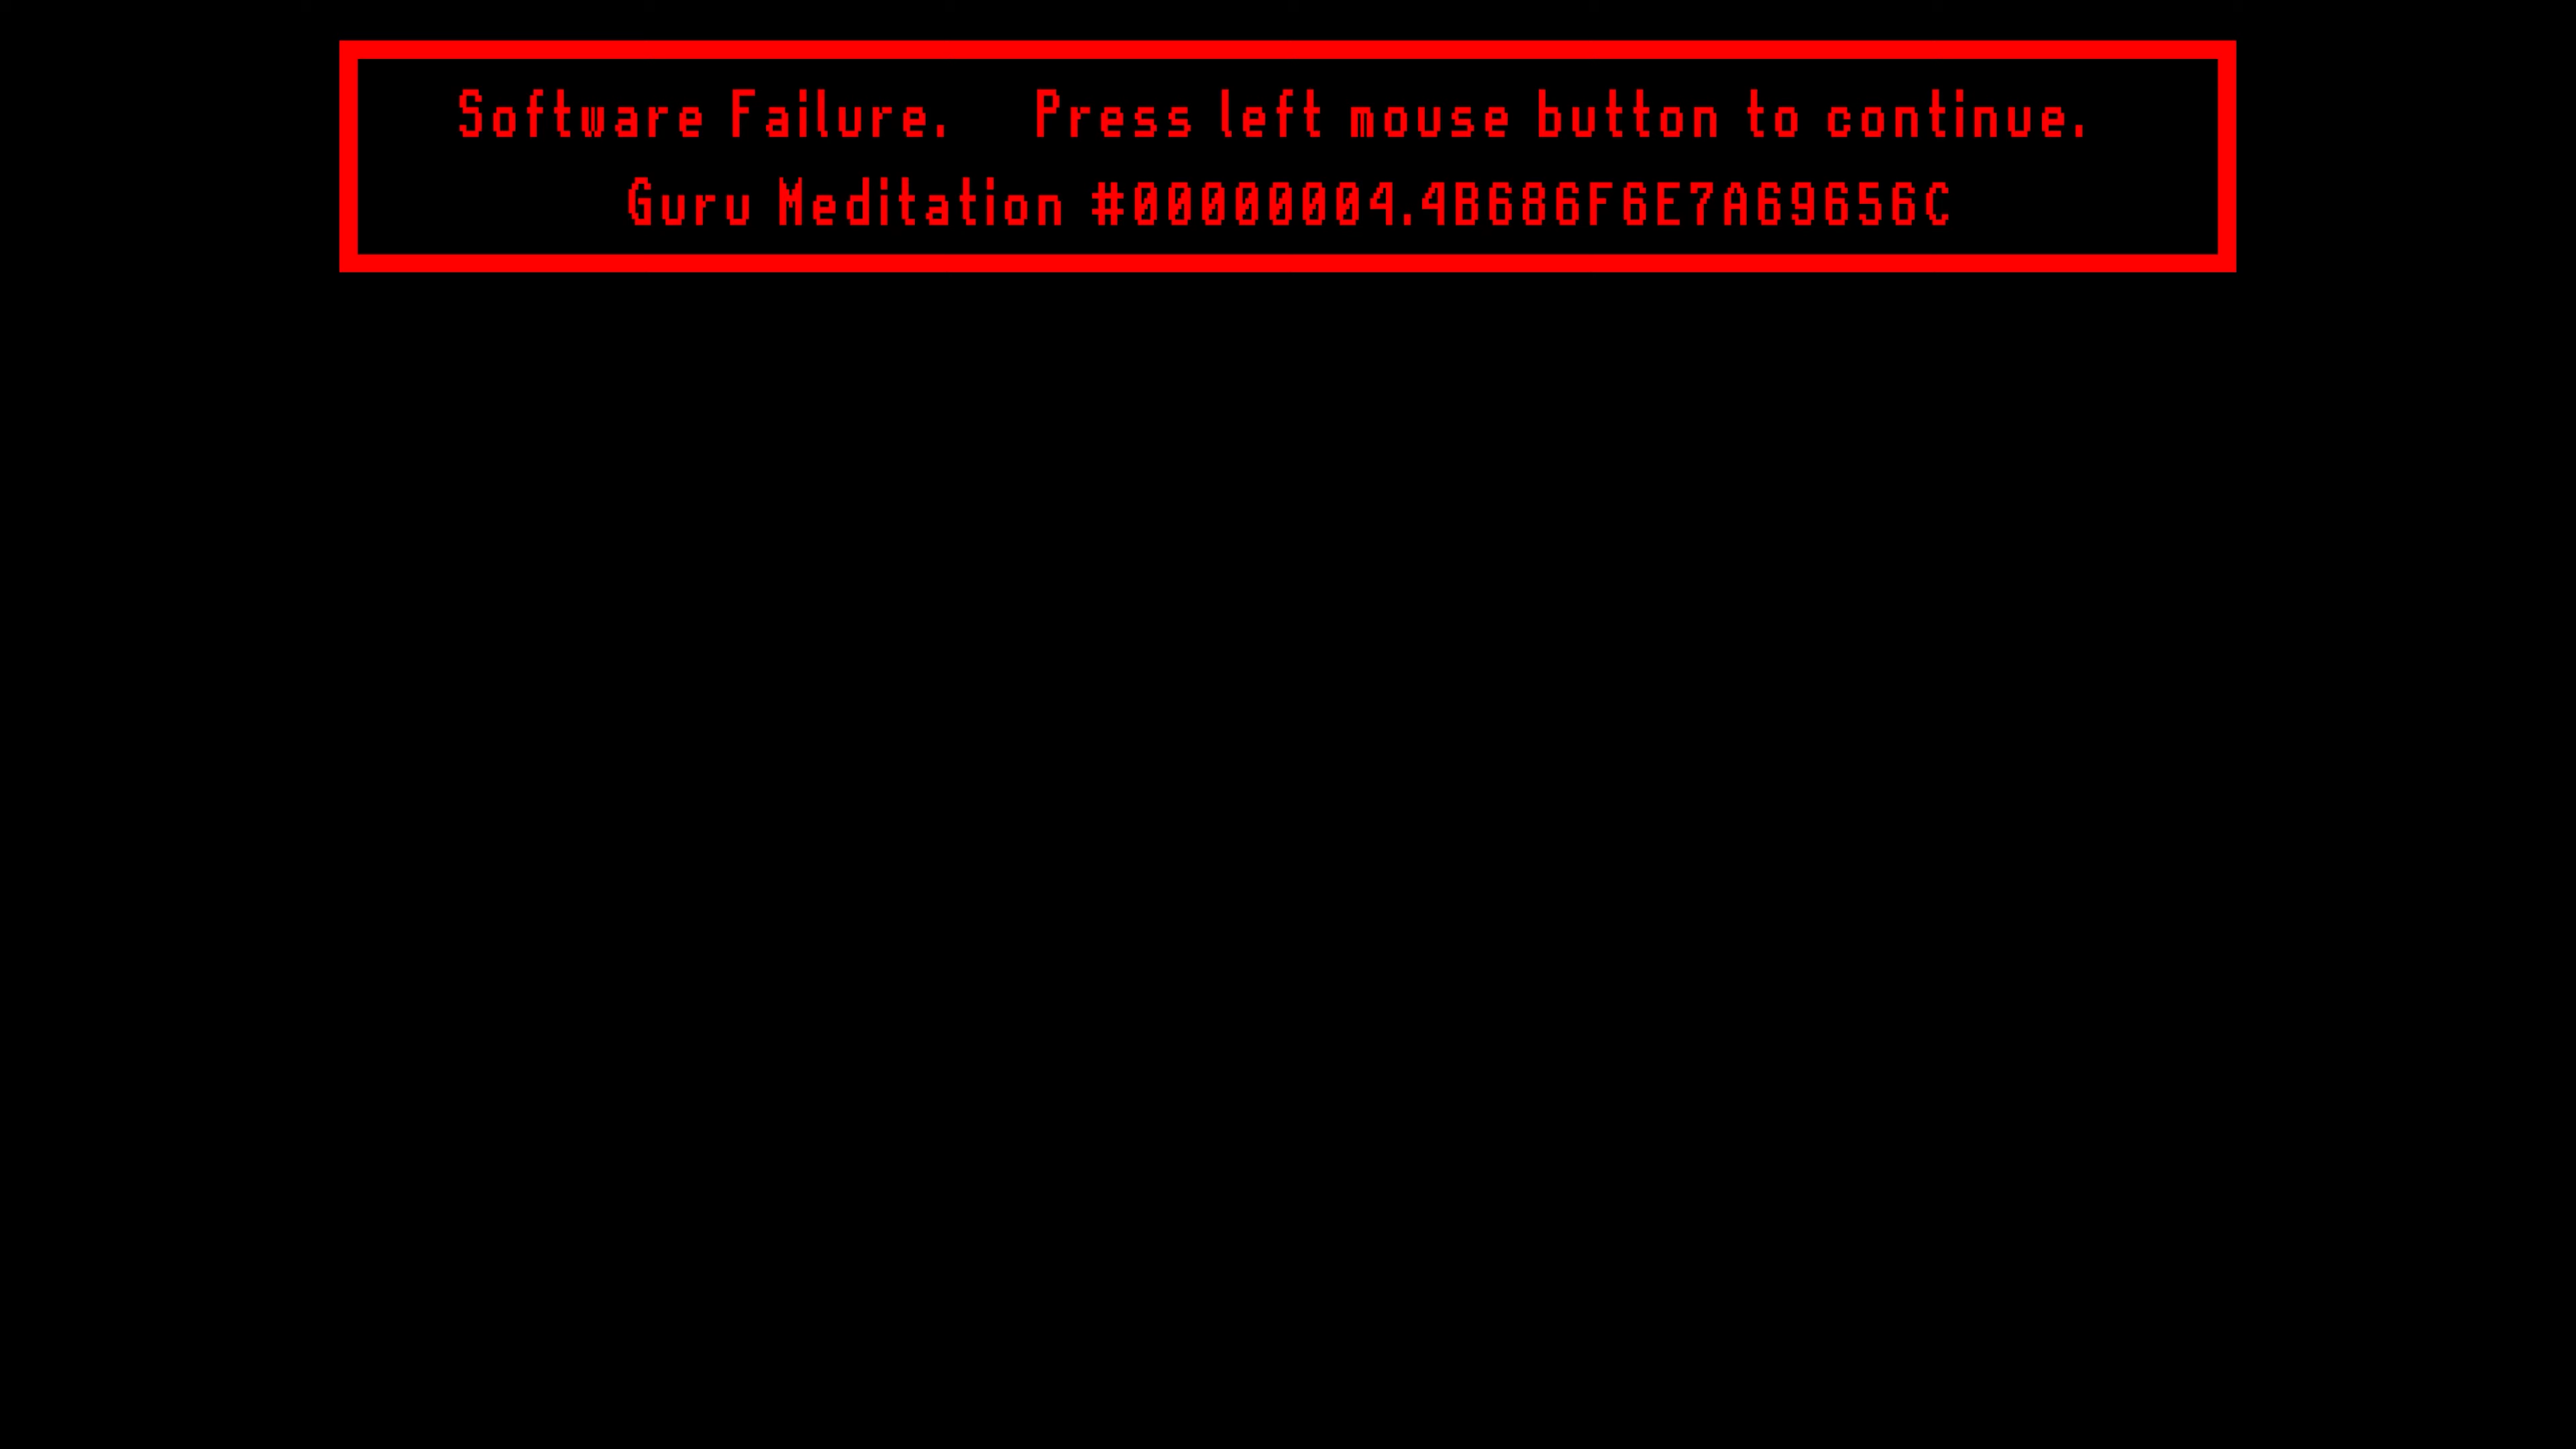 Software Failure.   Press left mouse button to continue.
Guru Meditation #00000004.4B686F6E7A69656C